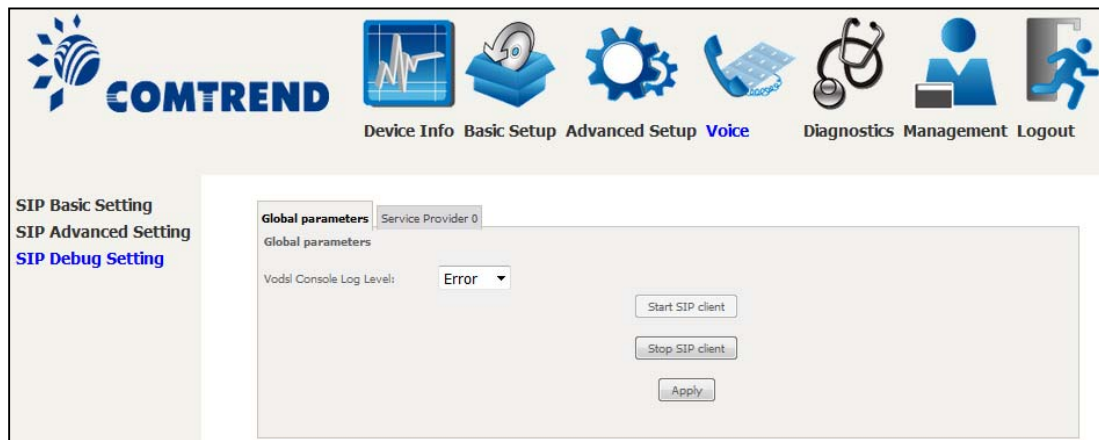 COMTREND
Device Info Basic Setup Advanced Setup Voice Diagnostics Management Logout
SIP Basic Setting
SIP Advanced Setting
SIP Debug Setting
Global parameters Service Provider 0
Global parameters
Vodsl Console Log Level: Error
Start SIP client
Stop SIP client
Apply